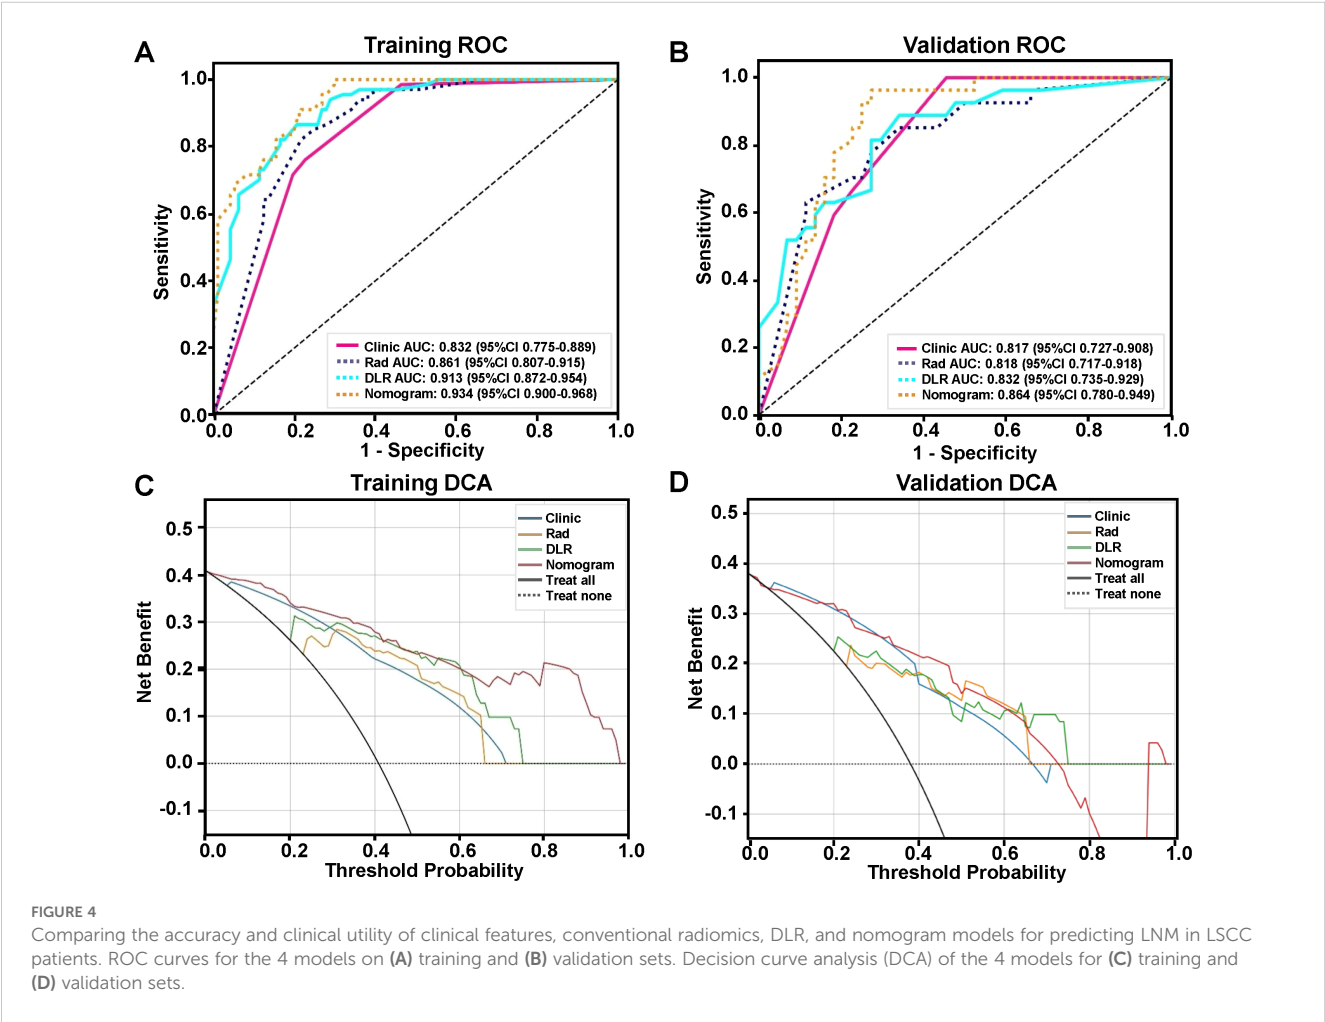 A
Training ROC
Sensitivity
1.0
0.8
0.6
0.4
0.2
0.0
Clinic AUC: 0.832 (95%CI 0.775-0.889)
Rad AUC: 0.861 (95%CI 0.807-0.915)
DLR AUC: 0.913 (95%CI 0.872-0.954)
Nomogram: 0.934 (95%CI 0.900-0.968)
0.0 0.2 0.4 0.6 0.8 1.0
1 - Specificity
B
Validation ROC
Sensitivity
1.0
0.8
0.6
0.4
0.2
0.0
Clinic AUC: 0.817 (95%CI 0.727-0.908)
Rad AUC: 0.818 (95%CI 0.717-0.918)
DLR AUC: 0.832 (95%CI 0.735-0.929)
Nomogram: 0.864 (95%CI 0.780-0.949)
0.0 0.2 0.4 0.6 0.8 1.0
1 - Specificity
C
Training DCA
Net Benefit
0.5
0.4
0.3
0.2
0.1
0.0
-0.1
Clinic
Rad
DLR
Nomogram
Treat all
Treat none
0.0 0.2 0.4 0.6 0.8 1.0
Threshold Probability
D
Validation DCA
Net Benefit
0.5
0.4
0.3
0.2
0.1
0.0
-0.1
Clinic
Rad
DLR
Nomogram
Treat all
Treat none
0.0 0.2 0.4 0.6 0.8 1.0
Threshold Probability
FIGURE 4
Comparing the accuracy and clinical utility of clinical features, conventional radiomics, DLR, and nomogram models for predicting LNM in LSCC
patients. ROC curves for the 4 models on (A) training and (B) validation sets. Decision curve analysis (DCA) of the 4 models for (C) training and
(D) validation sets.